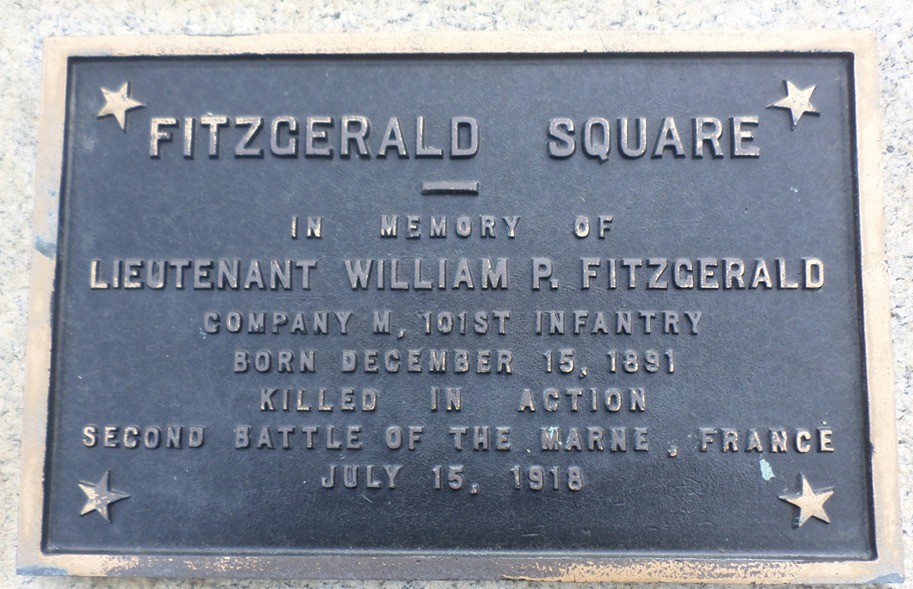 FITZGERALD SQUARE
IN MEMORY OF
LIEUTENANT WILLIAM P. FITZGERALD
COMPANY M, 101ST INFANTRY
BORN DECEMBER 15, 1891
KILLED IN ACTION
SECOND BATTLE OF THE MARNE, FRANCE
JULY 15, 1918